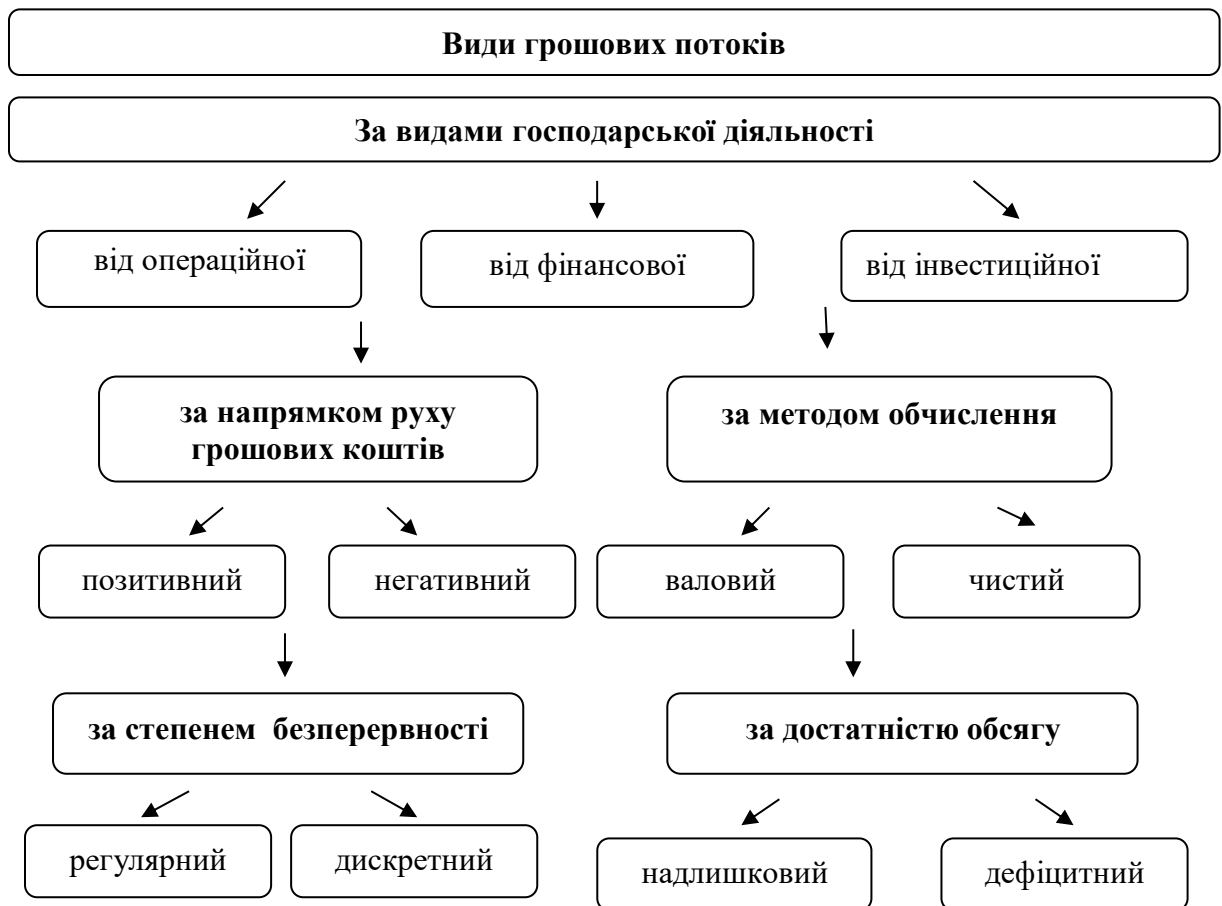 Види грошових потоків
За видами господарської діяльності
від операційної
від фінансової
від інвестиційної
за напрямком руху
грошових коштів
за методом обчислення
позитивний
негативний
валовий
чистий
за степенем безперервності
за достатністю обсягу
регулярний
дискретний
надлишковий
дефіцитний